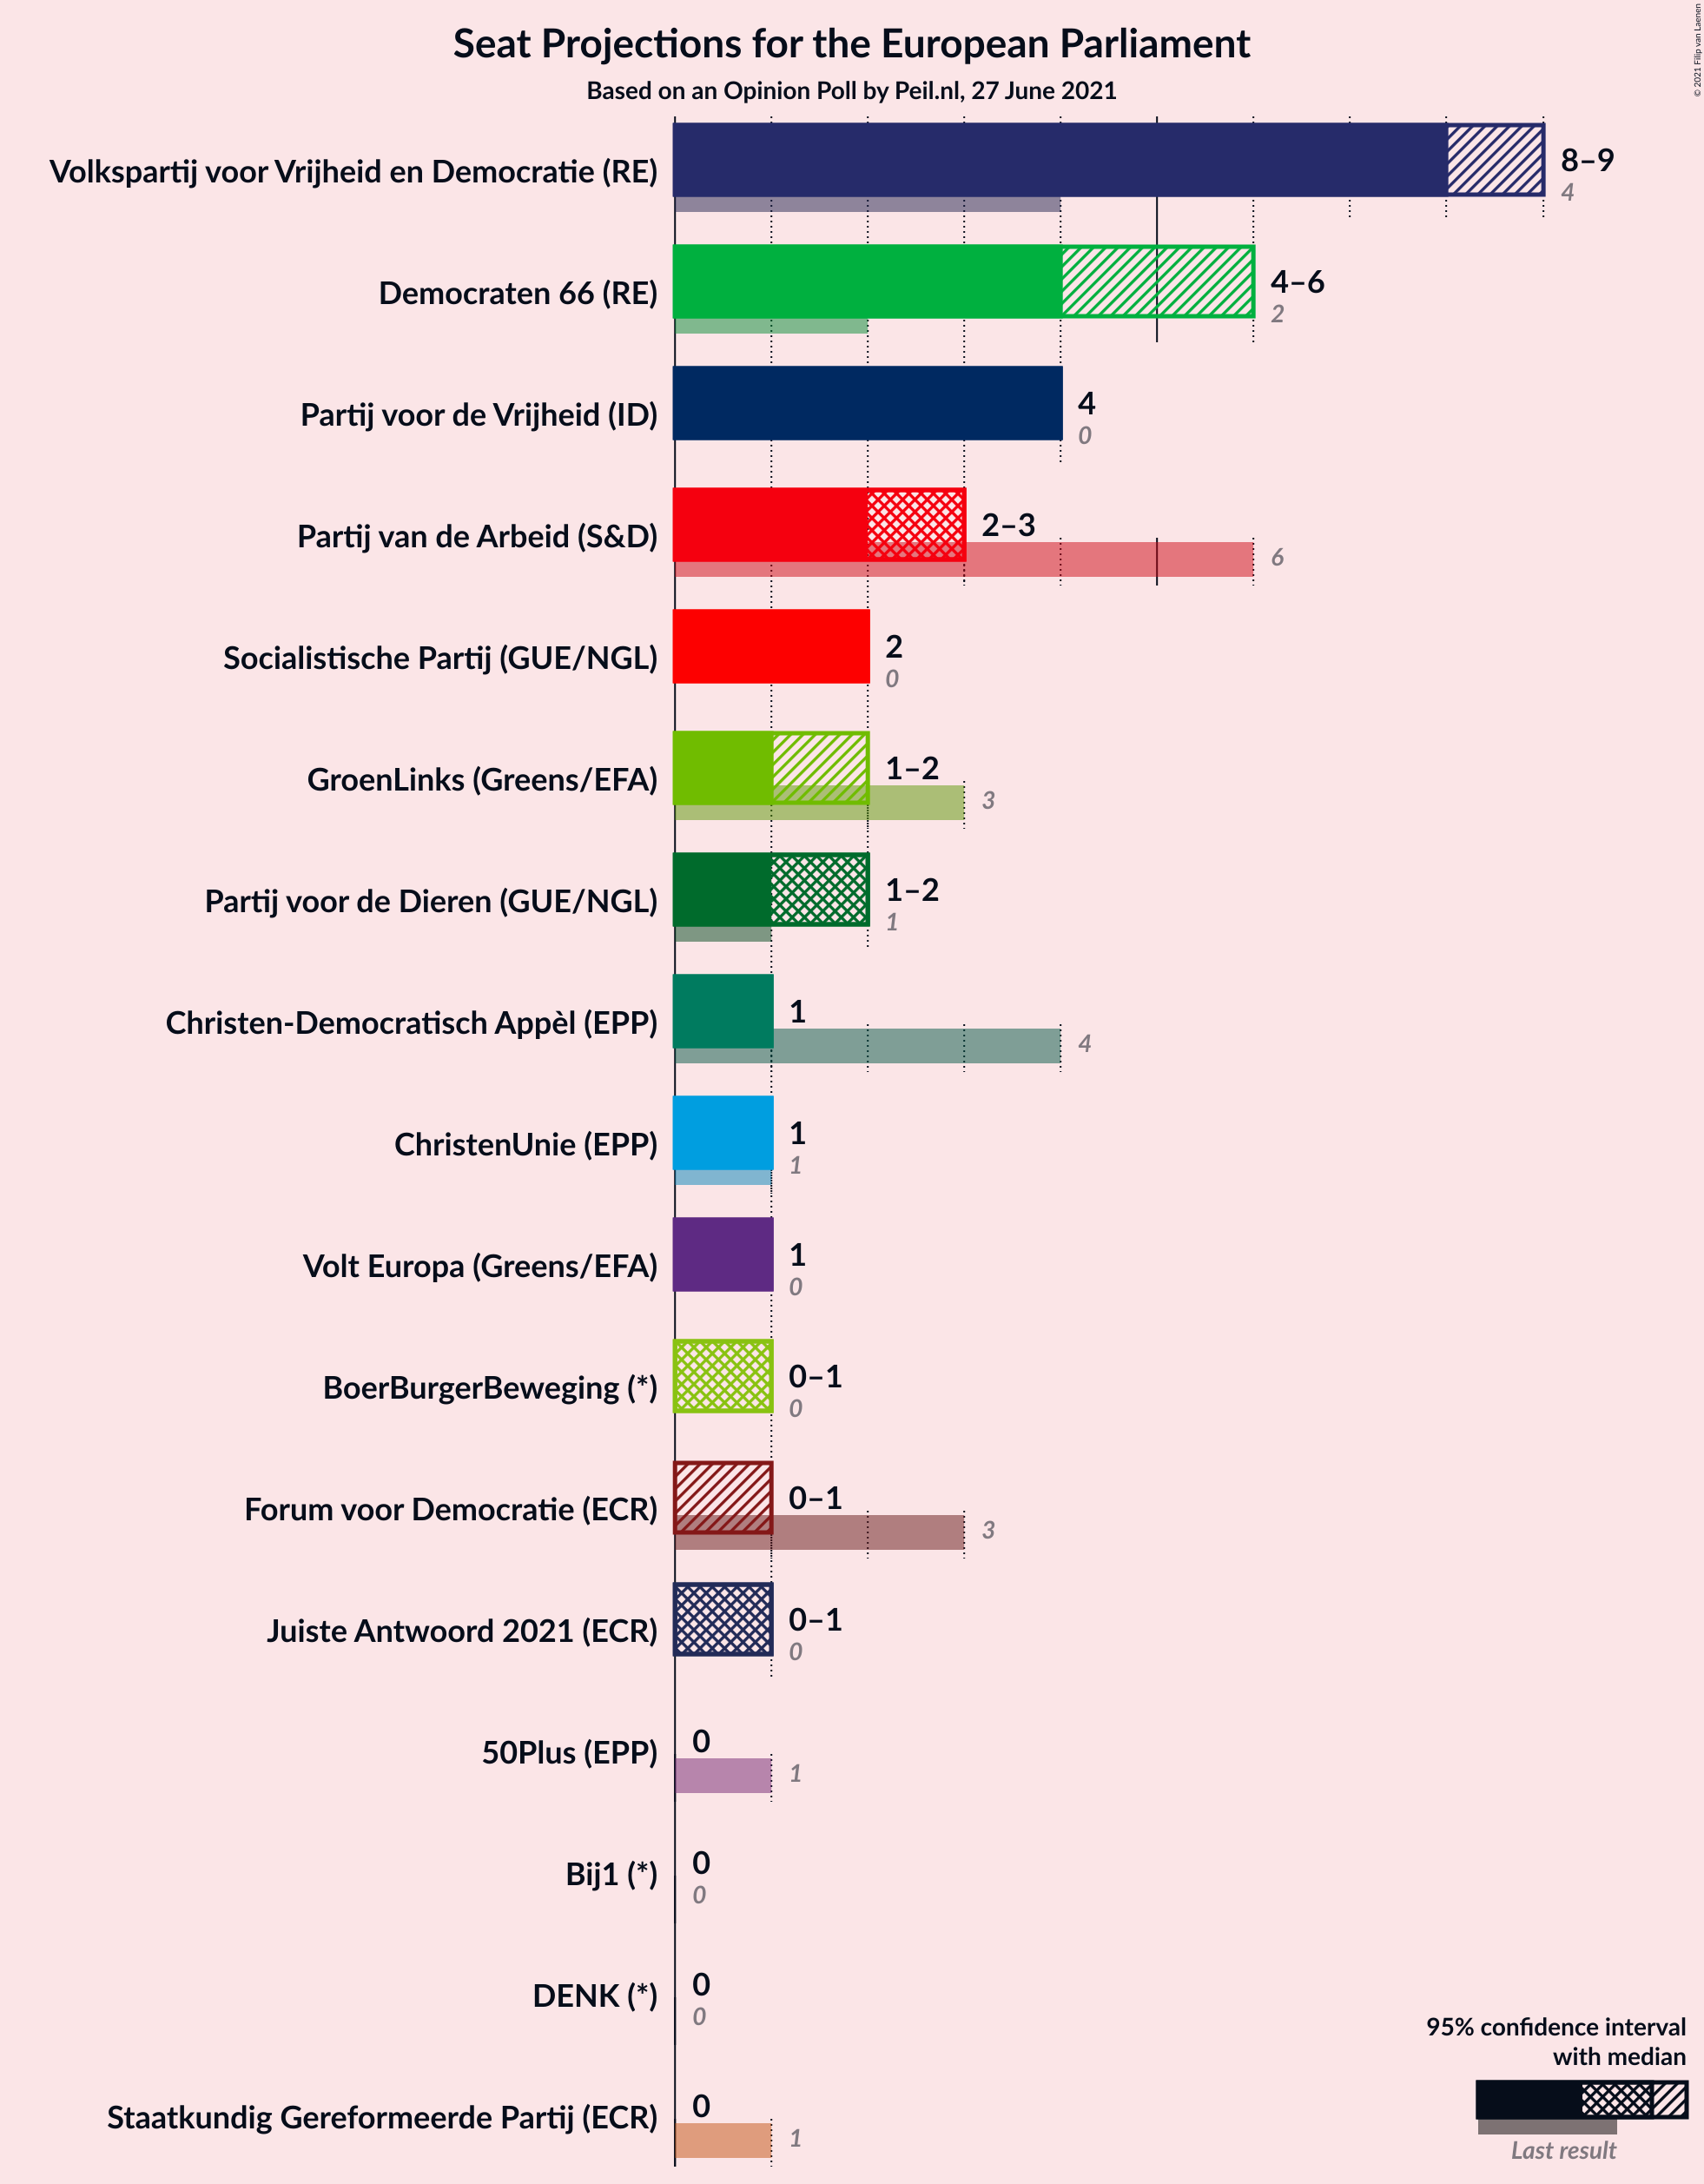 Seat Projections for the European Parliament
Based on an Opinion Poll by Peil.nl, 27 June 2021
© 2021 Filip van Laenen
Volkspartij voor Vrijheid en Democratie (RE)
8–9
4
Democraten 66 (RE)
4–6
2
Partij voor de Vrijheid (ID)
4
0
Partij van de Arbeid (S&D)
2–3
6
Socialistische Partij (GUE/NGL)
2
0
GroenLinks (Greens/EFA)
1–2
3
Partij voor de Dieren (GUE/NGL)
1–2
1
Christen-Democratisch Appèl (EPP)
1
4
ChristenUnie (EPP)
1
1
Volt Europa (Greens/EFA)
1
0
BoerBurgerBeweging (*)
0–1
0
Forum voor Democratie (ECR)
0–1
3
Juiste Antwoord 2021 (ECR)
0–1
0
50Plus (EPP)
0
1
Bij1 (*)
0
0
DENK (*)
0
0
Staatkundig Gereformeerde Partij (ECR)
0
1
95% confidence interval
with median
Last result